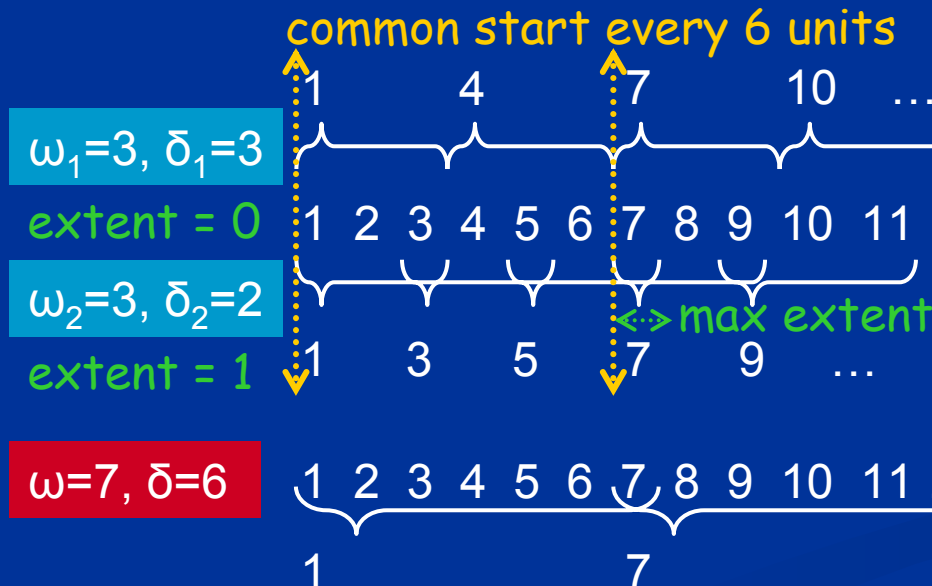 common start every 6 units
1 4 7 10 …
ω₁=3, δ₁=3
extent = 0
1 2 3 4 5 6 7 8 9 10 11
ω₂=3, δ₂=2
max extent
1 3 5 7 9 …
extent = 1
ω=7, δ=6
1 2 3 4 5 6 7 8 9 10 11
1 7